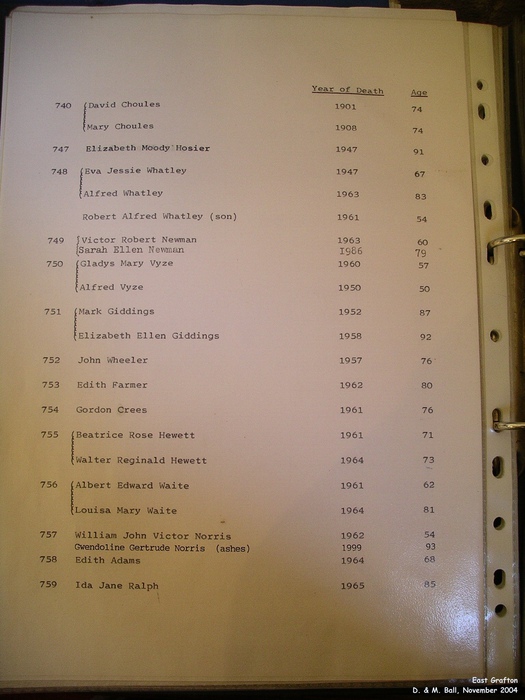 Year of Death Age
740 David Choules 1901 74
Mary Choules 1908 74
747 Elizabeth Moody Hosier 1947 91
748 Eva Jessie Whatley 1947 67
Alfred Whatley 1963 83
Robert Alfred Whatley (son) 1961 54
749 Victor Robert Newman 1963 60
Sarah Ellen Newman 1986 79
750 Gladys Mary Vyze 1960 57
Alfred Vyze 1950 50
751 Mark Giddings 1952 87
Elizabeth Ellen Giddings 1958 92
752 John Wheeler 1957 76
753 Edith Farmer 1962 80
754 Gordon Crees 1961 76
755 Beatrice Rose Hewett 1961 71
Walter Reginald Hewett 1964 73
756 Albert Edward Waite 1961 62
Louisa Mary Waite 1964 81
757 William John Victor Norris 1962 54
Gwendoline Gertrude Norris (ashes) 1999 93
758 Edith Adams 1964 68
759 Ida Jane Ralph 1965 85
East Grafton
D. & M. Ball, November 2004